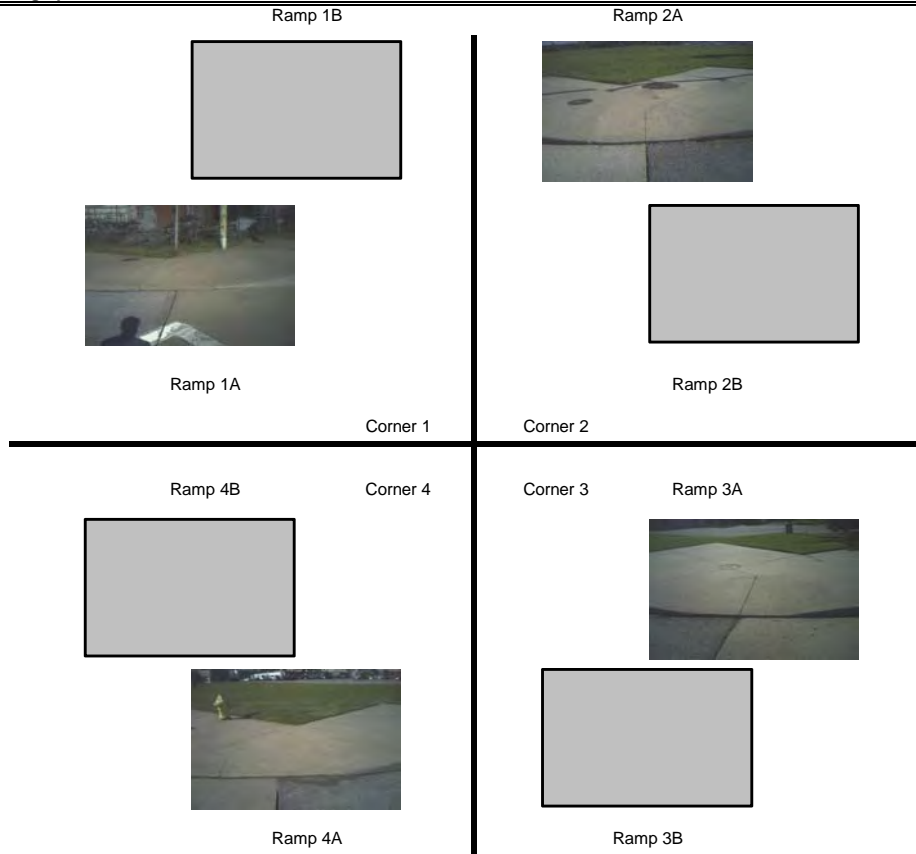 Ramp 1B
Ramp 2A
Ramp 1A
Ramp 2B
Corner 1
Corner 2
Ramp 4B
Corner 4
Corner 3
Ramp 3A
Ramp 4A
Ramp 3B